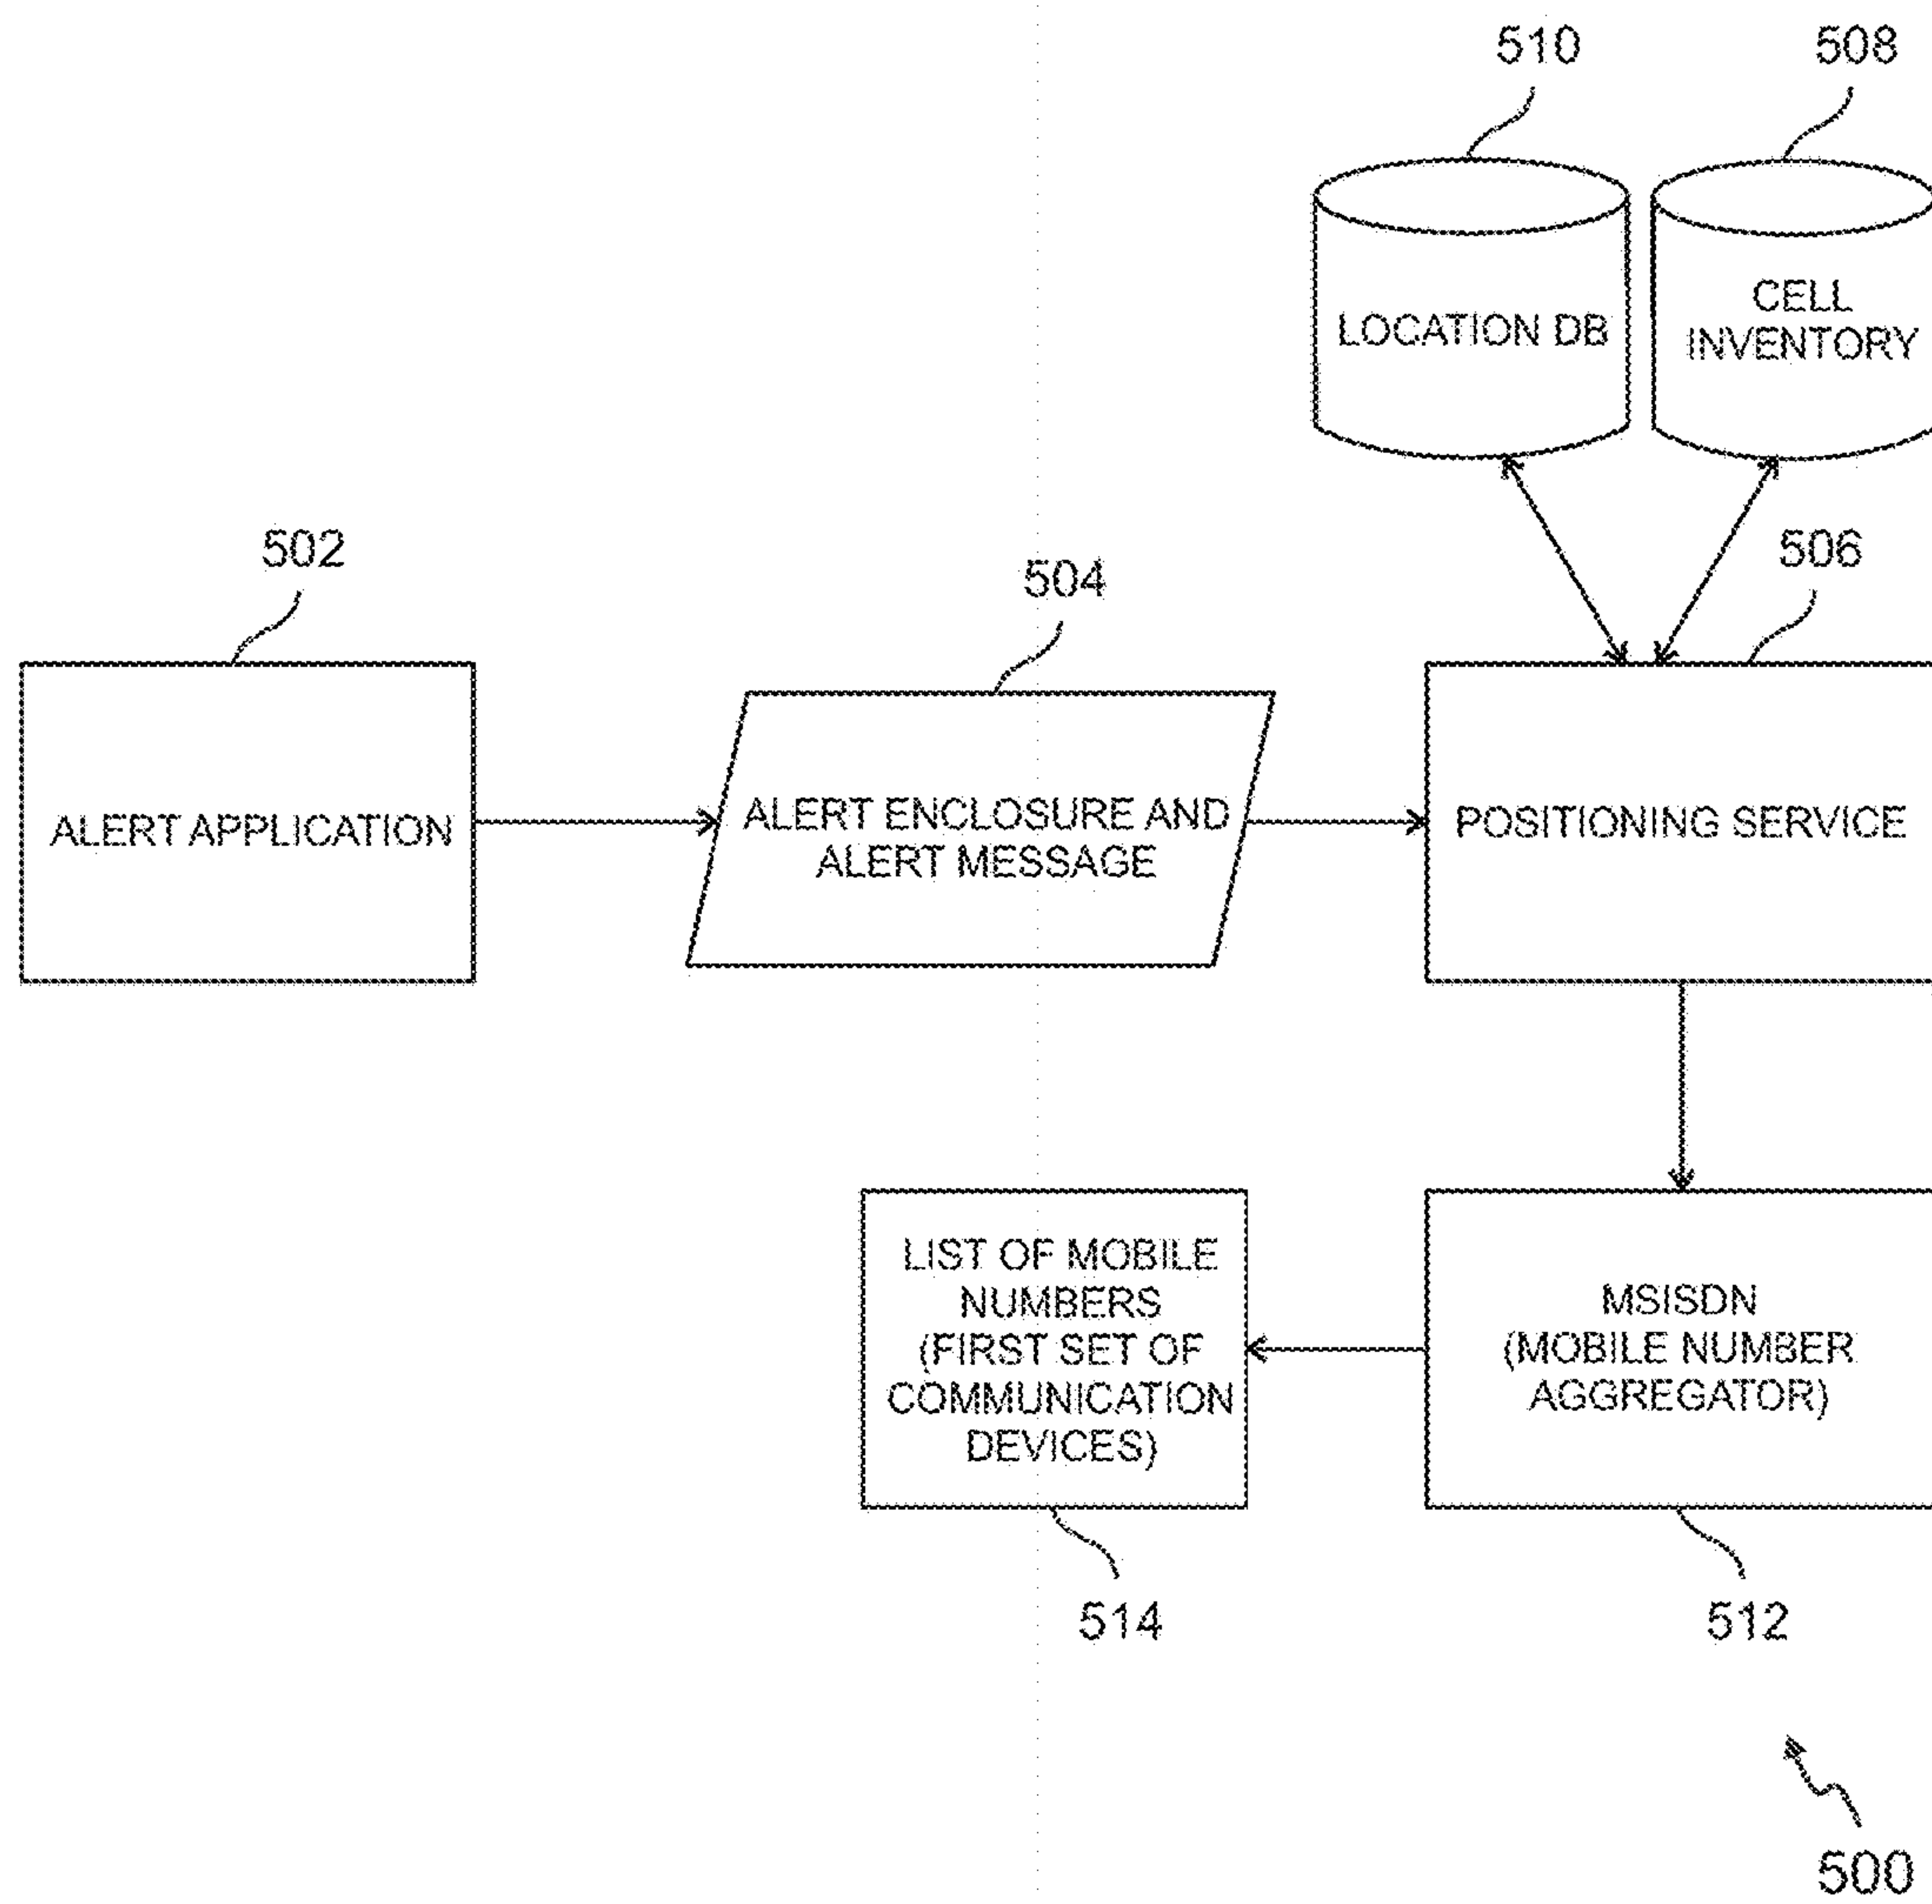 510
508
LOCATION DB
CELL
INVENTORY
502
504
506
ALERT APPLICATION
ALERT ENCLOSURE AND
ALERT MESSAGE
POSITIONING SERVICE
LIST OF MOBILE
NUMBERS
(FIRST SET OF
COMMUNICATION
DEVICES)
MSISDN
(MOBILE NUMBER
AGGREGATOR)
514
512
500